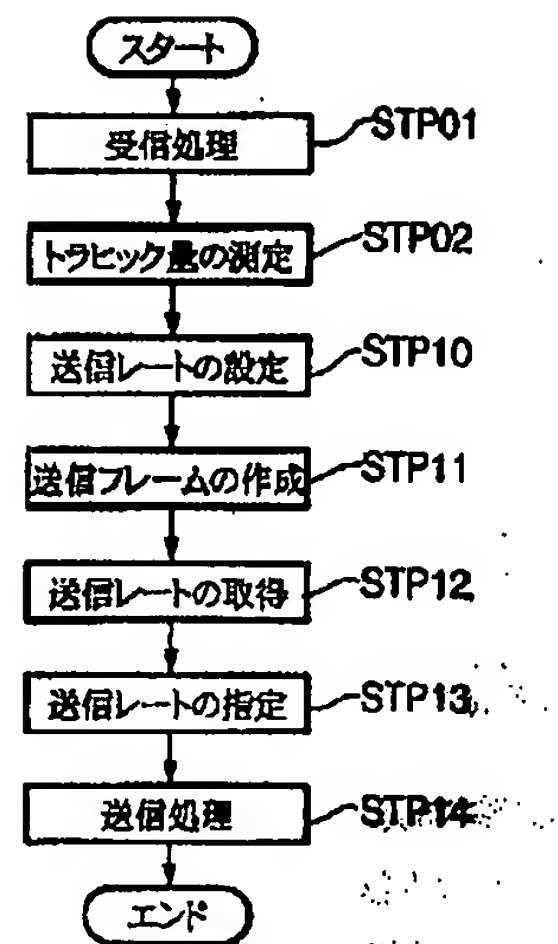 スタート
受信処理 STP01
トラヒック量の測定 STP02
送信レートの設定 STP10
送信フレームの作成 STP11
送信レートの取得 STP12
送信レートの指定 STP13
送信処理 STP14
エンド